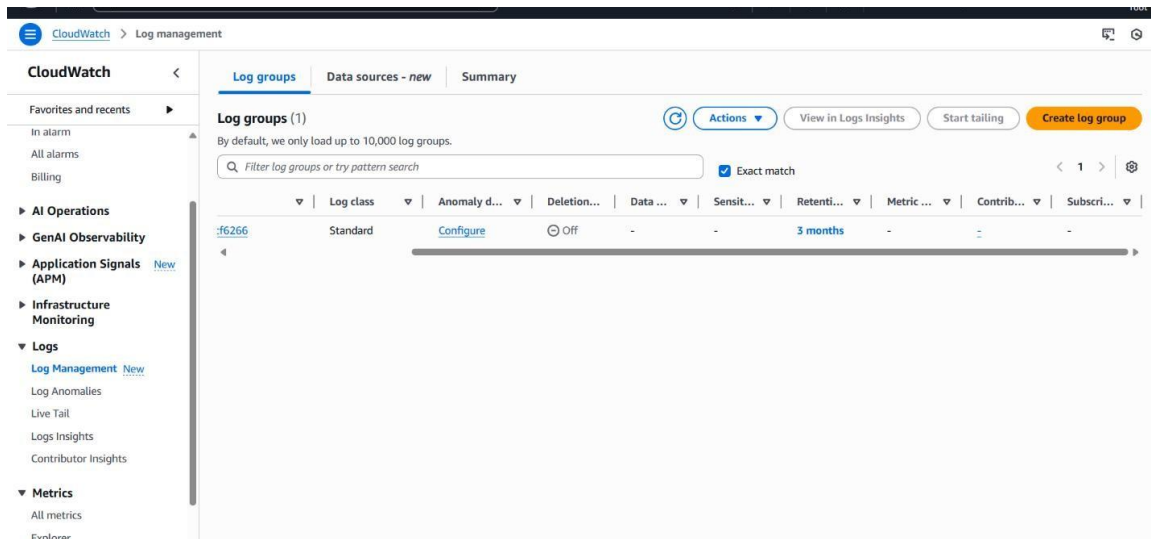 CloudWatch > Log management
CloudWatch
Favorites and recents
In alarm
All alarms
Billing
AI Operations
GenAI Observability
Application Signals New
(APM)
Infrastructure
Monitoring
Logs
Log Management New
Log Anomalies
Live Tail
Logs Insights
Contributor Insights
Metrics
All metrics
Explorer
Log groups Data sources - new Summary
Log groups (1) Actions View in Logs Insights Start tailing Create log group
By default, we only load up to 10,000 log groups.
Filter log groups or try pattern search Exact match 1
Log class Anomaly d... Deletion... Data ... Sensit... Retenti... Metric ... Contrib... Subscri...
:f6266 Standard Configure Off - - 3 months - - -